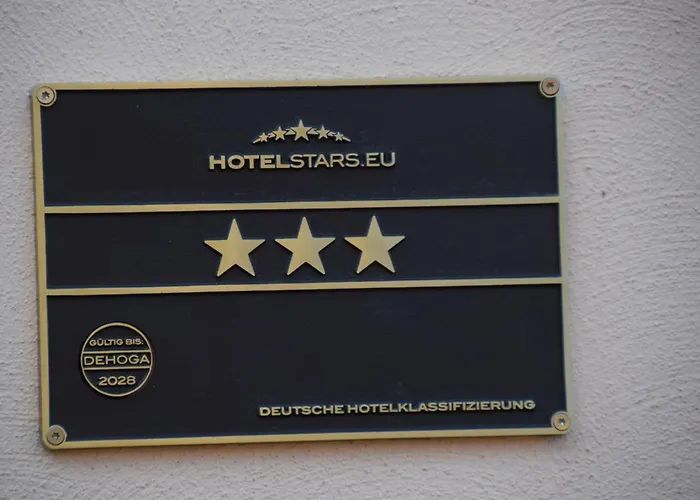 HOTELSTARS.EU
GÜLTIG BIS:
DEHOGA
2028
DEUTSCHE HOTELKLASSIFIZIERUNG